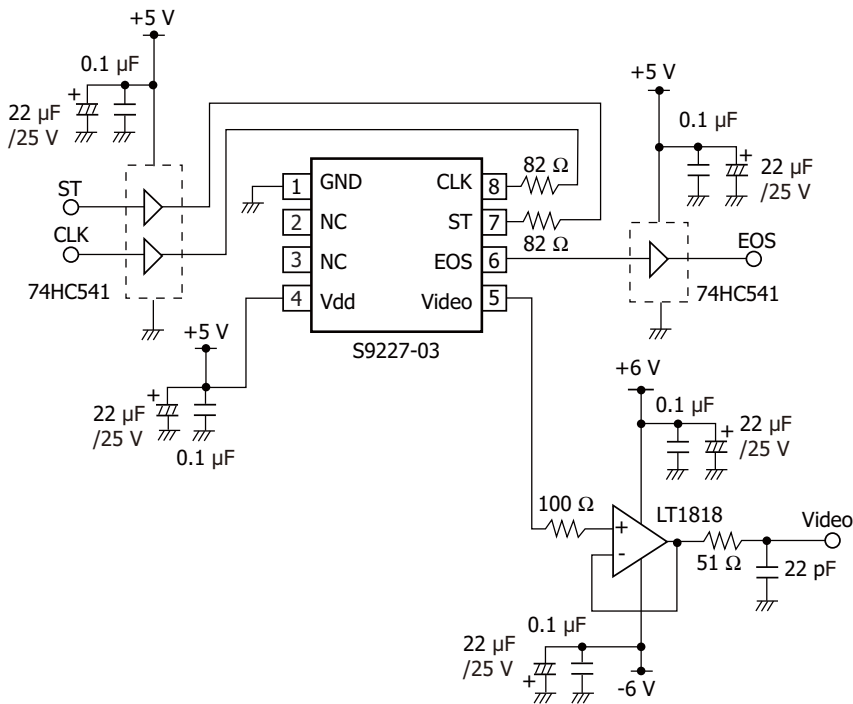 +5 V
0.1 µF
+
22 µF
/25 V
ST
CLK
74HC541
+5 V
0.1 µF
+
22 µF
/25 V
EOS
74HC541
82 Ω
82 Ω
1 GND CLK 8
2 NC ST 7
3 NC EOS 6
4 Vdd Video 5
S9227-03
+5 V
+
22 µF
/25 V
0.1 µF
+6 V
0.1 µF
+
22 µF
/25 V
100 Ω
+
-
LT1818
51 Ω
Video
22 pF
0.1 µF
22 µF
/25 V
+
-6 V